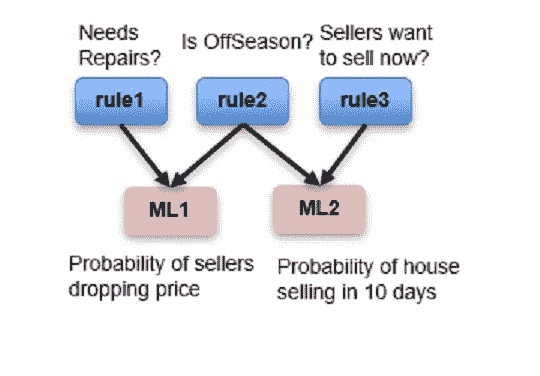 Needs
Repairs?
Is OffSeason?
Sellers want
to sell now?
rule1
rule2
rule3
ML1
ML2
Probability of sellers
dropping price
Probability of house
selling in 10 days